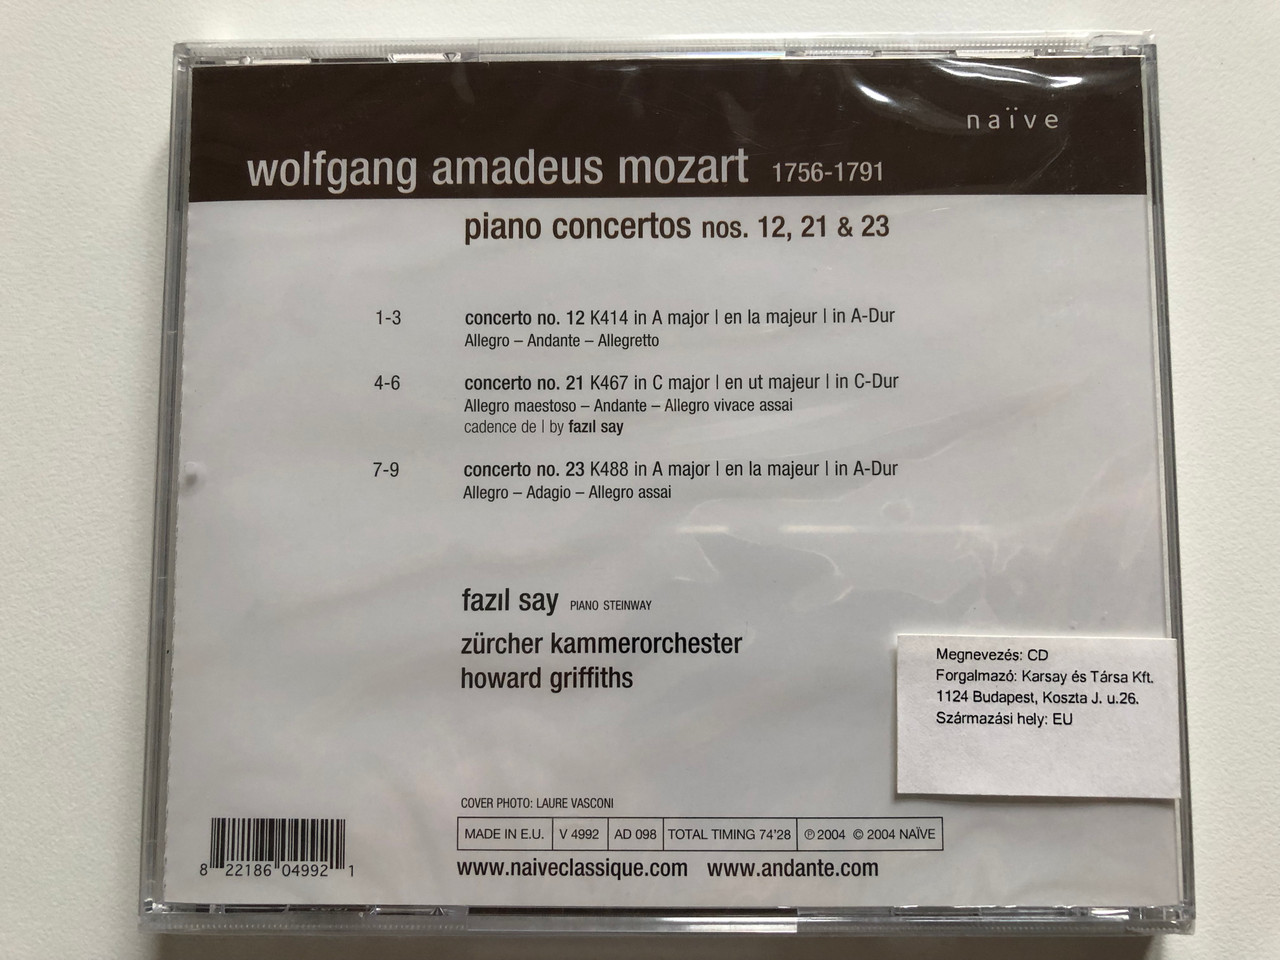 naïve
wolfgang amadeus mozart 1756-1791
piano concertos nos. 12, 21 & 23
1-3 concerto no. 12 K414 in A major | en la majeur | in A-Dur
Allegro – Andante – Allegretto
4-6 concerto no. 21 K467 in C major | en ut majeur | in C-Dur
Allegro maestoso – Andante – Allegro vivace assai
cadence de | by fazıl say
7-9 concerto no. 23 K488 in A major | en la majeur | in A-Dur
Allegro – Adagio – Allegro assai
fazıl say PIANO STEINWAY
zürcher kammerorchester
howard griffiths
Megnevezés: CD
Forgalmazó: Karsay és Társa Kft.
1124 Budapest, Koszta J. u.26.
Származási hely: EU
COVER PHOTO: LAURE VASCONI
MADE IN E.U. V 4992 AD 098 TOTAL TIMING 74'28 ℗ 2004 © 2004 NAÏVE
www.naiveclassique.com www.andante.com
8 22186 04992 1